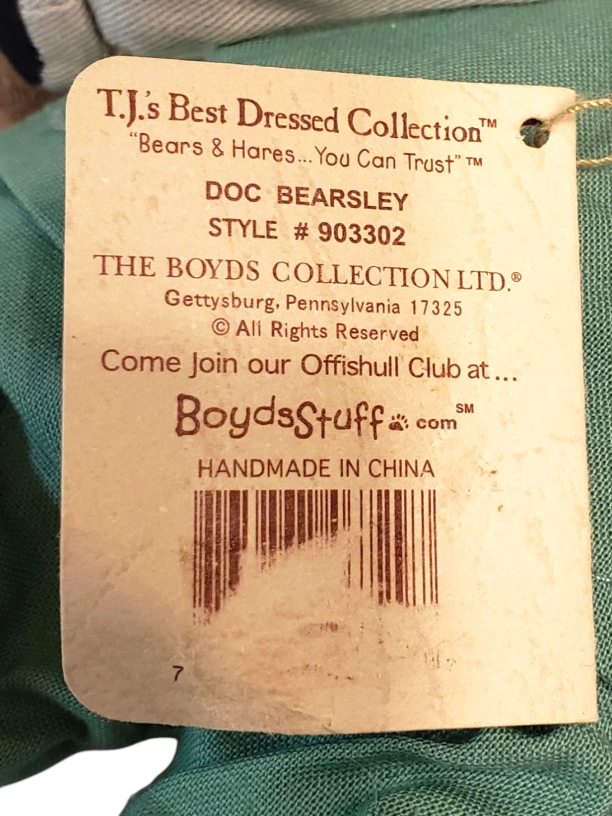 T.J.'s Best Dressed Collection™
"Bears & Hares...You Can Trust"™
DOC BEARSLEY
STYLE # 903302
THE BOYDS COLLECTION LTD.®
Gettysburg, Pennsylvania 17325
© All Rights Reserved
Come Join our Offishull Club at...
BoydsStuff.com℠
HANDMADE IN CHINA
7